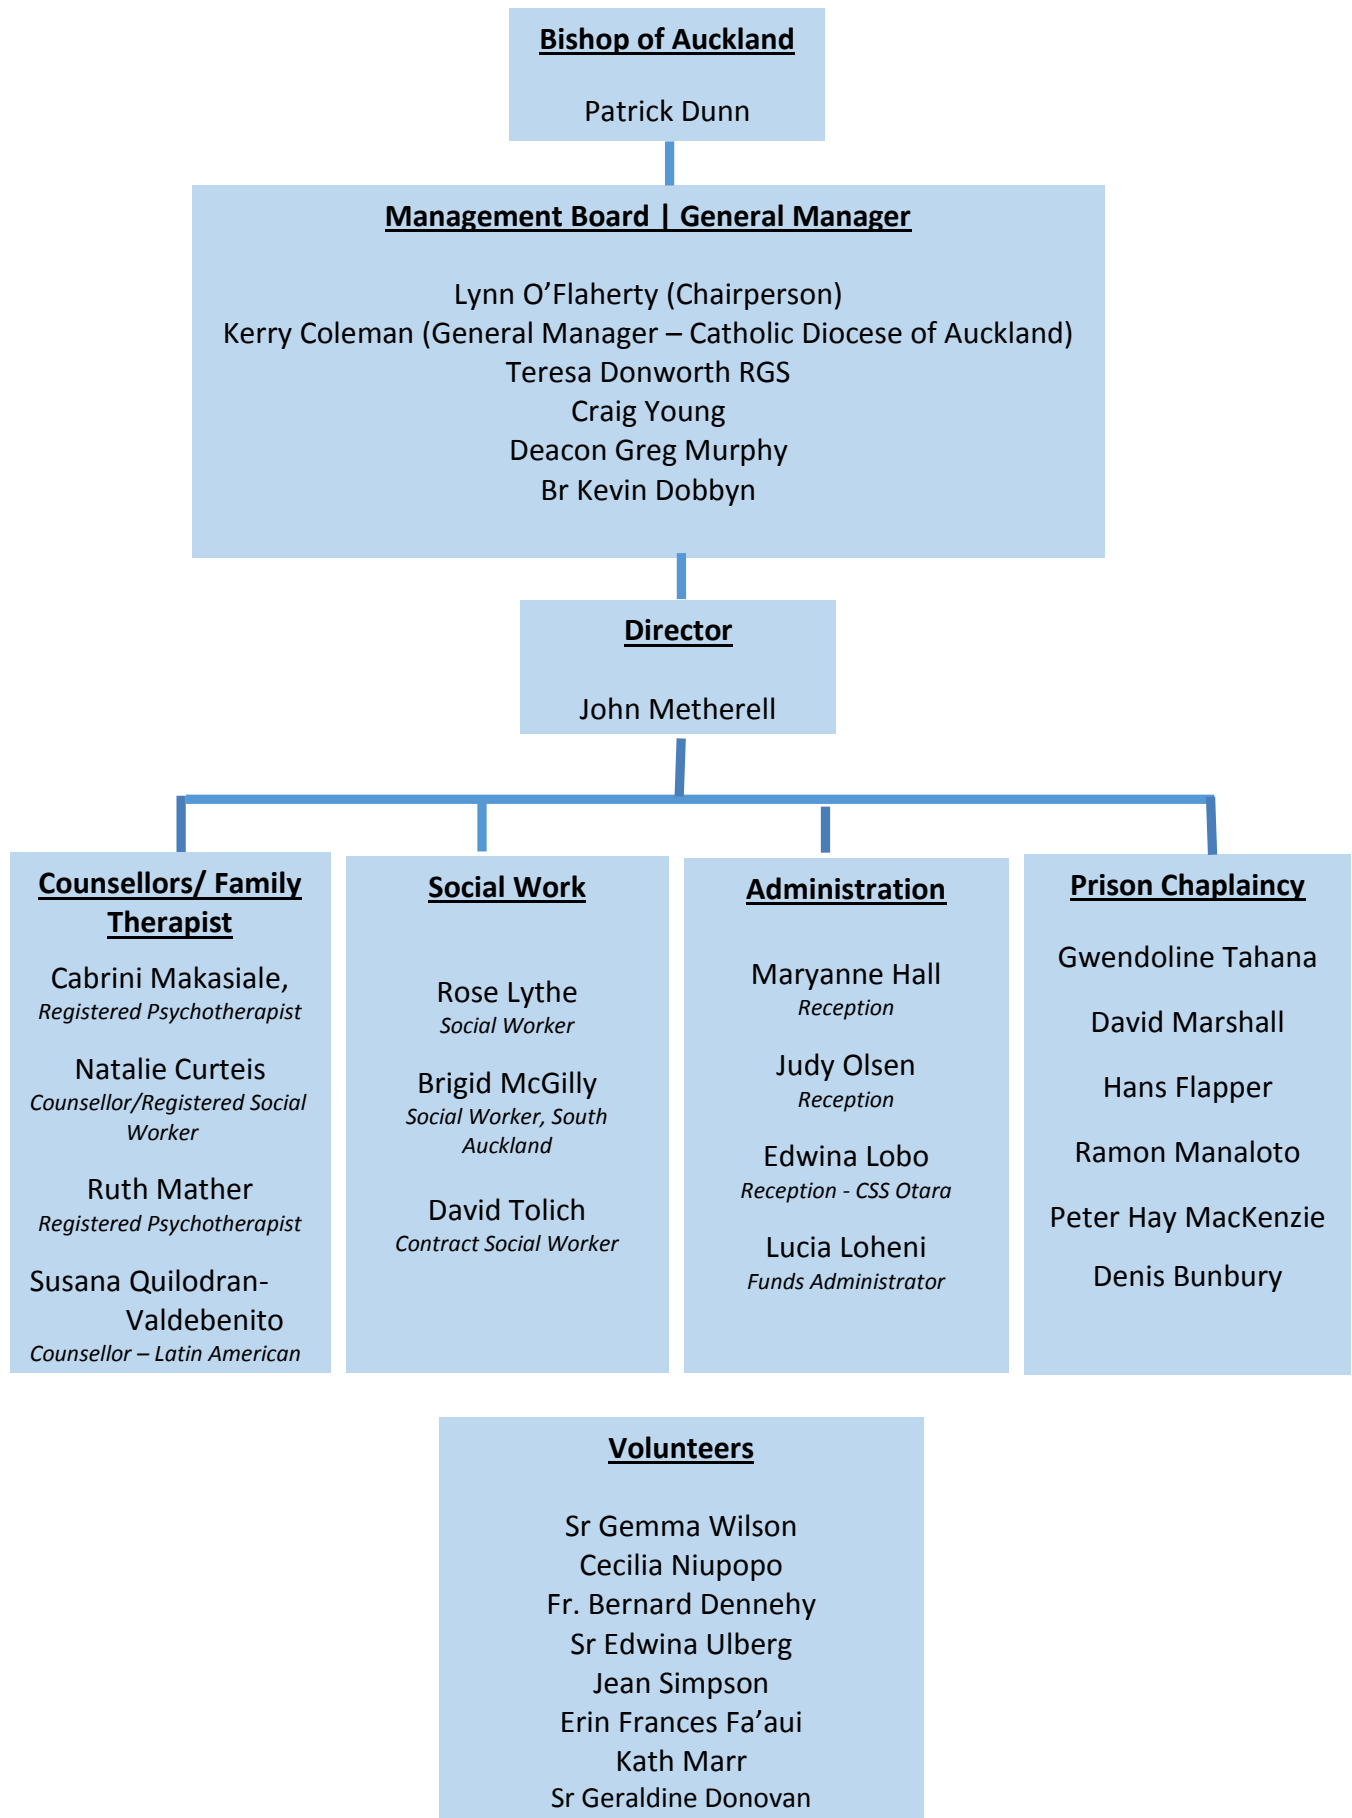 Bishop of Auckland
Patrick Dunn
Management Board | General Manager
Lynn O’Flaherty (Chairperson)
Kerry Coleman (General Manager – Catholic Diocese of Auckland)
Teresa Donworth RGS
Craig Young
Deacon Greg Murphy
Br Kevin Dobbyn
Director
John Metherell
Counsellors/ Family
Therapist
Cabrini Makasiale,
Registered Psychotherapist
Natalie Curteis
Counsellor/Registered Social
Worker
Ruth Mather
Registered Psychotherapist
Susana Quilodran-
Valdebenito
Counsellor – Latin American
Social Work
Rose Lythe
Social Worker
Brigid McGilly
Social Worker, South
Auckland
David Tolich
Contract Social Worker
Administration
Maryanne Hall
Reception
Judy Olsen
Reception
Edwina Lobo
Reception - CSS Otara
Lucia Loheni
Funds Administrator
Prison Chaplaincy
Gwendoline Tahana
David Marshall
Hans Flapper
Ramon Manaloto
Peter Hay MacKenzie
Denis Bunbury
Volunteers
Sr Gemma Wilson
Cecilia Niupopo
Fr. Bernard Dennehy
Sr Edwina Ulberg
Jean Simpson
Erin Frances Fa’aui
Kath Marr
Sr Geraldine Donovan